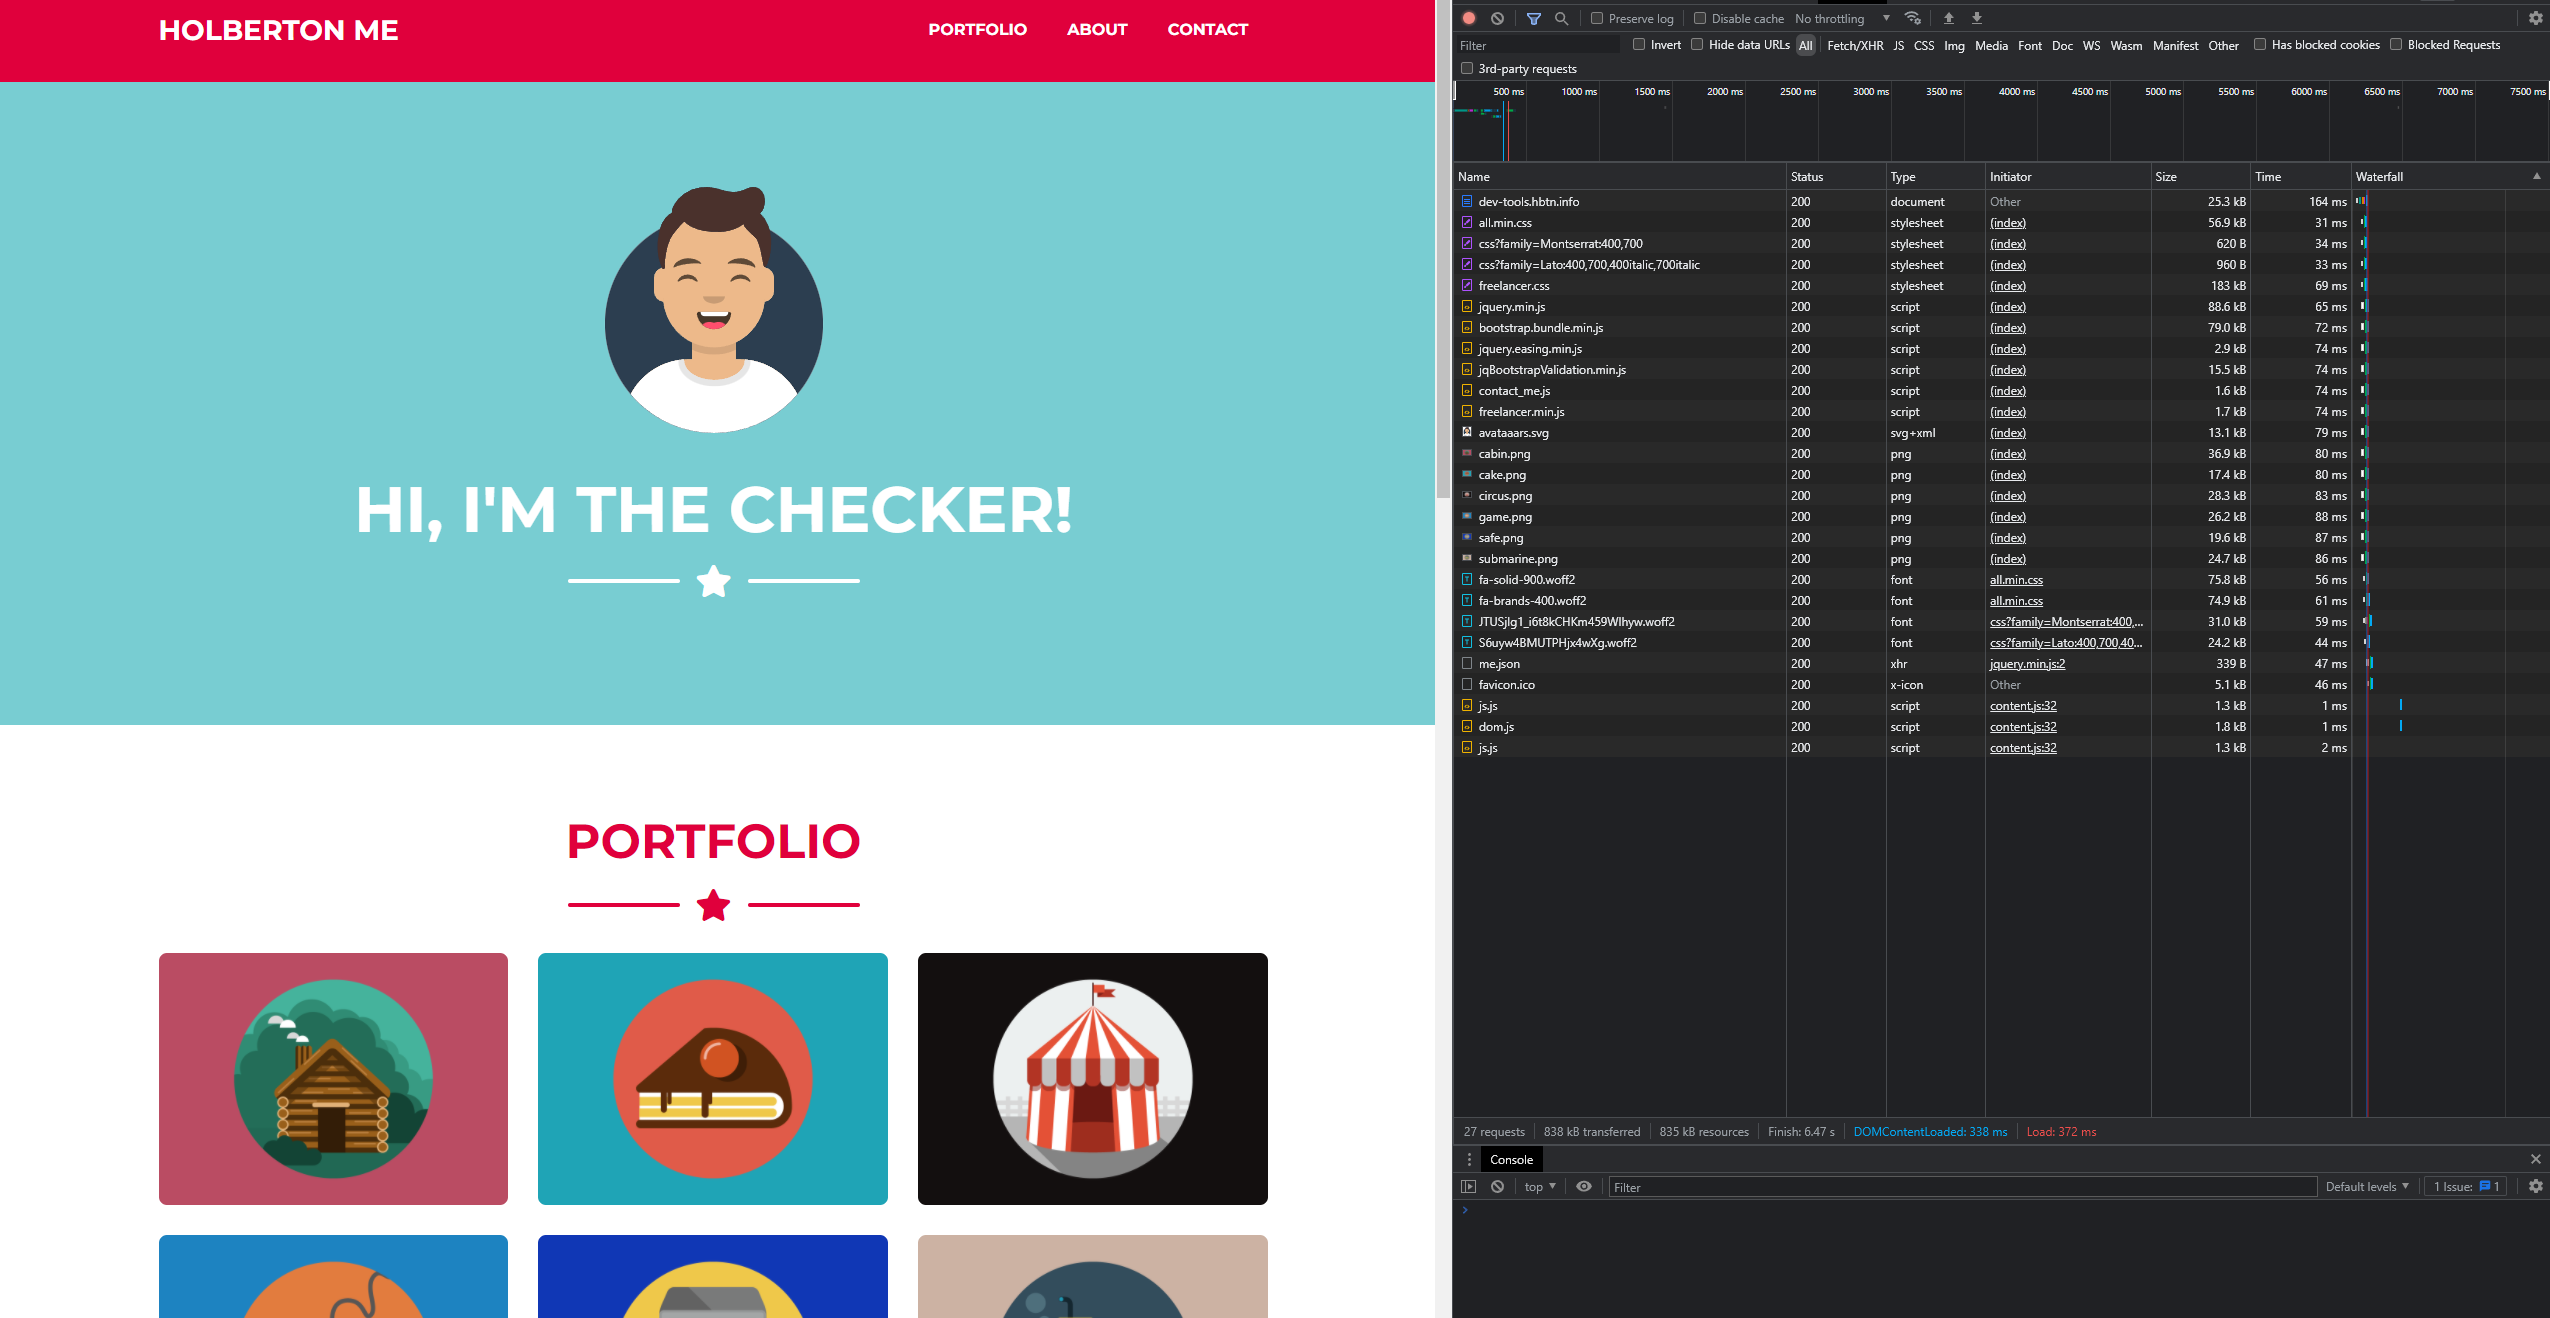 HOLBERTON ME
PORTFOLIO ABOUT CONTACT
HI, I'M THE CHECKER!
PORTFOLIO
Preserve log Disable cache No throttling
Filter Invert Hide data URLs All Fetch/XHR JS CSS Img Media Font Doc WS Wasm Manifest Other Has blocked cookies Blocked Requests
3rd-party requests
500 ms 1000 ms 1500 ms 2000 ms 2500 ms 3000 ms 3500 ms 4000 ms 4500 ms 5000 ms 5500 ms 6000 ms 6500 ms 7000 ms 7500 ms
Name Status Type Initiator Size Time Waterfall
dev-tools.hbtn.info 200 document Other 25.3 kB 164 ms
all.min.css 200 stylesheet (index) 56.9 kB 31 ms
css?family=Montserrat:400,700 200 stylesheet (index) 620 B 34 ms
css?family=Lato:400,700,400italic,700italic 200 stylesheet (index) 960 B 33 ms
freelancer.css 200 stylesheet (index) 183 kB 69 ms
jquery.min.js 200 script (index) 88.6 kB 65 ms
bootstrap.bundle.min.js 200 script (index) 79.0 kB 72 ms
jquery.easing.min.js 200 script (index) 2.9 kB 74 ms
jqBootstrapValidation.min.js 200 script (index) 15.5 kB 74 ms
contact_me.js 200 script (index) 1.6 kB 74 ms
freelancer.min.js 200 script (index) 1.7 kB 74 ms
avataaars.svg 200 svg+xml (index) 13.1 kB 79 ms
cabin.png 200 png (index) 36.9 kB 80 ms
cake.png 200 png (index) 17.4 kB 80 ms
circus.png 200 png (index) 28.3 kB 83 ms
game.png 200 png (index) 26.2 kB 88 ms
safe.png 200 png (index) 19.6 kB 87 ms
submarine.png 200 png (index) 24.7 kB 86 ms
fa-solid-900.woff2 200 font all.min.css 75.8 kB 56 ms
fa-brands-400.woff2 200 font all.min.css 74.9 kB 61 ms
JTUSjIg1_i6t8kCHKm459Wlhyw.woff2 200 font css?family=Montserrat:400,... 31.0 kB 59 ms
S6uyw4BMUTPHjx4wXg.woff2 200 font css?family=Lato:400,700,40... 24.2 kB 44 ms
me.json 200 xhr jquery.min.js:2 339 B 47 ms
favicon.ico 200 x-icon Other 5.1 kB 46 ms
js.js 200 script content.js:32 1.3 kB 1 ms
dom.js 200 script content.js:32 1.8 kB 1 ms
js.js 200 script content.js:32 1.3 kB 2 ms
27 requests 838 kB transferred 835 kB resources Finish: 6.47 s DOMContentLoaded: 338 ms Load: 372 ms
Console
top Filter Default levels 1 Issue: 1